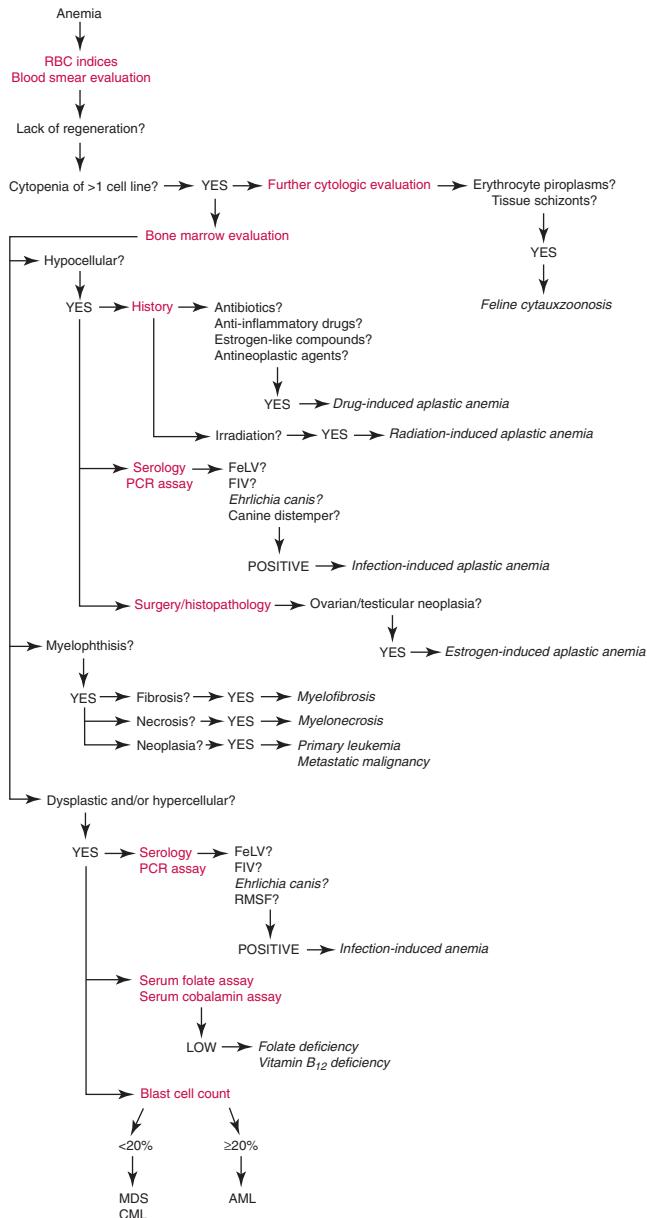 Anemia
RBC indices
Blood smear evaluation
Lack of regeneration?
Cytopenia of >1 cell line?
YES
Further cytologic evaluation
Erythrocyte piroplasms?
Tissue schizonts?
YES
Feline cytauxzoonosis
Bone marrow evaluation
Hypocellular?
YES
History
Antibiotics?
Anti-inflammatory drugs?
Estrogen-like compounds?
Antineoplastic agents?
YES
Drug-induced aplastic anemia
Irradiation?
YES
Radiation-induced aplastic anemia
Serology
PCR assay
FeLV?
FIV?
Ehrlichia canis?
Canine distemper?
POSITIVE
Infection-induced aplastic anemia
Surgery/histopathology
Ovarian/testicular neoplasia?
YES
Estrogen-induced aplastic anemia
Myelophthisis?
YES
Fibrosis?
YES
Myelofibrosis
Necrosis?
YES
Myelonecrosis
Neoplasia?
YES
Primary leukemia
Metastatic malignancy
Dysplastic and/or hypercellular?
YES
Serology
PCR assay
FeLV?
FIV?
Ehrlichia canis?
RMSF?
POSITIVE
Infection-induced anemia
Serum folate assay
Serum cobalamin assay
LOW
Folate deficiency
Vitamin B12 deficiency
Blast cell count
<20%
≥20%
MDS
CML
AML